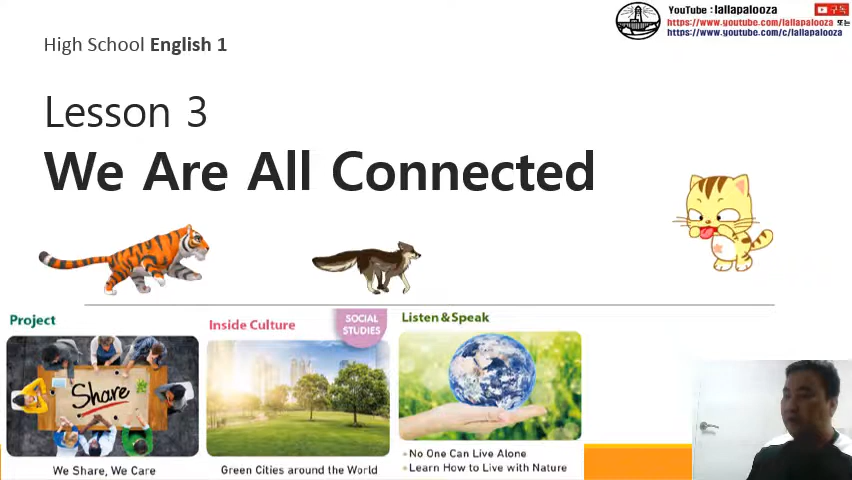 YouTube : lallapalooza
구독
https://www.youtube.com/lallapalooza 또는
https://www.youtube.com/c/lallapalooza
High School English 1
Lesson 3
We Are All Connected
Project
Share
We Share, We Care
Inside Culture
SOCIAL
STUDIES
Green Cities around the World
Listen & Speak
• No One Can Live Alone
• Learn How to Live with Nature